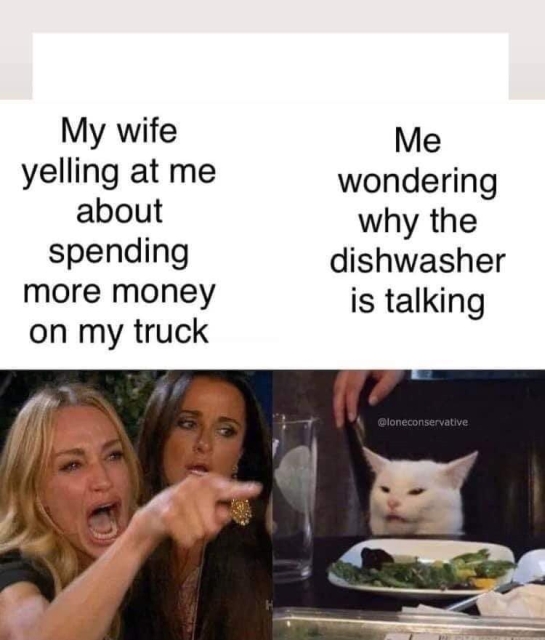 My wife
yelling at me
about
spending
more money
on my truck
Me
wondering
why the
dishwasher
is talking
@loneconservative